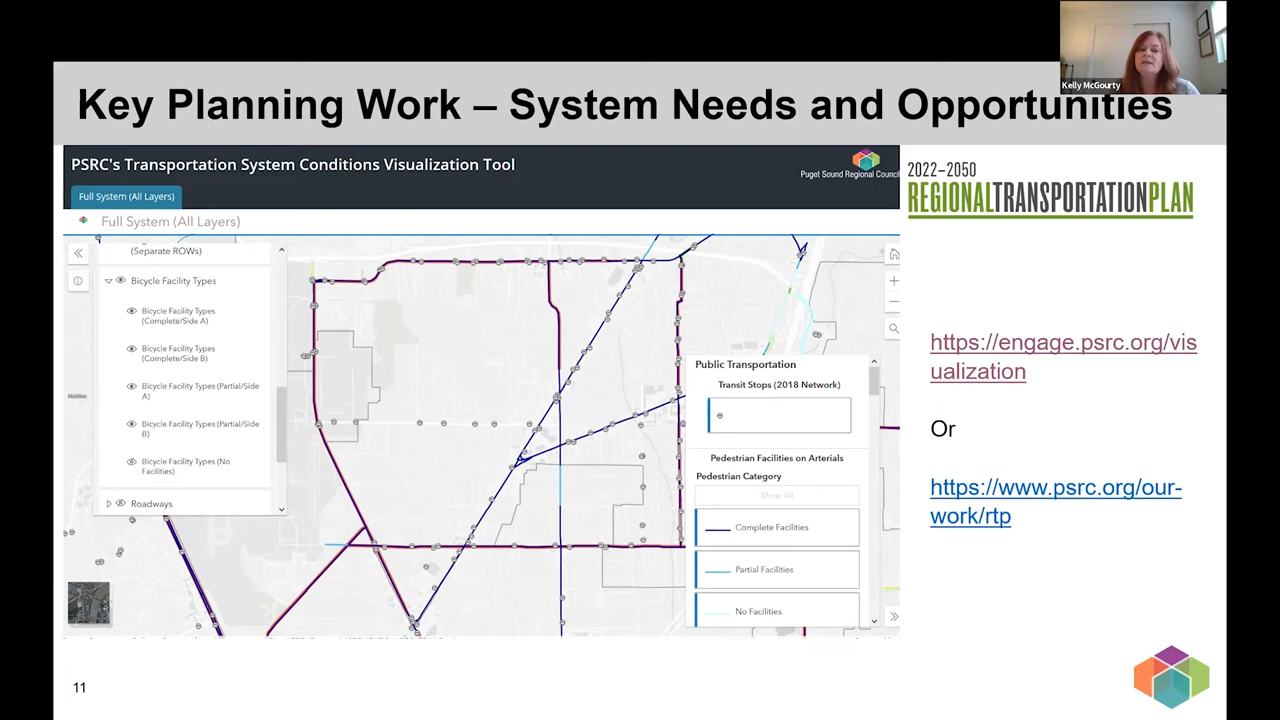 Kelly McGourty
Key Planning Work – System Needs and Opportunities
PSRC's Transportation System Conditions Visualization Tool
Puget Sound Regional Council
Full System (All Layers)
Full System (All Layers)
(Separate ROWs)
Bicycle Facility Types
Bicycle Facility Types
(Complete/Side A)
Bicycle Facility Types
(Complete/Side B)
Bicycle Facility Types (Partial/Side
A)
Bicycle Facility Types (Partial/Side
B)
Bicycle Facility Types (No
Facilities)
Roadways
Public Transportation
Transit Stops (2018 Network)
Pedestrian Facilities on Arterials
Pedestrian Category
Show All
Complete Facilities
Partial Facilities
No Facilities
2022–2050
REGIONALTRANSPORTATIONPLAN
https://engage.psrc.org/vis
ualization
Or
https://www.psrc.org/our-
work/rtp
11